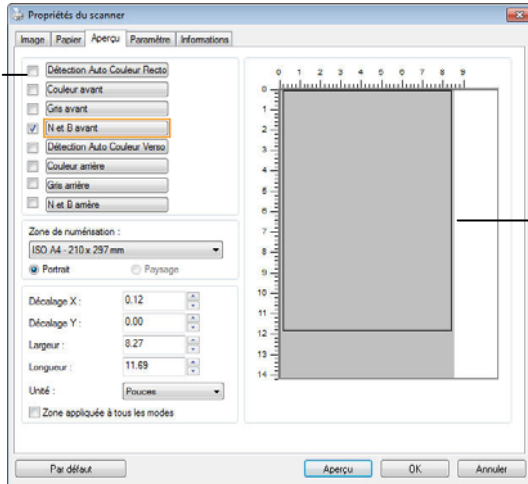 Propriétés du scanner
Image Papier Aperçu Paramètre Informations
Détection Auto Couleur Recto
Couleur avant
Gris avant
N et B avant
Détection Auto Couleur Verso
Couleur arrière
Gris arrière
N et B arrière
Zone de numérisation :
ISO A4 - 210 x 297 mm
Portrait Paysage
Décalage X : 0.12
Décalage Y : 0.00
Largeur : 8.27
Longueur : 11.69
Unité : Pouces
Zone appliquée à tous les modes
0 1 2 3 4 5 6 7 8 9
0
1
2
3
4
5
6
7
8
9
10
11
12
13
14
Par défaut Aperçu OK Annuler